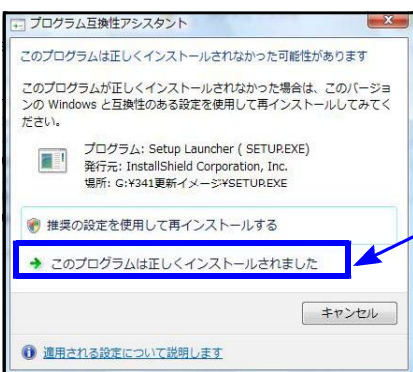 プログラム互換性アシスタント
このプログラムは正しくインストールされなかった可能性があります
このプログラムが正しくインストールされなかった場合は、このバージョ
ンの Windows と互換性のある設定を使用して再インストールしてみてく
ださい。
プログラム: Setup Launcher ( SETUP.EXE)
発行元: InstallShield Corporation, Inc.
場所: G:¥341更新イメージ¥SETUP.EXE
推奨の設定を使用して再インストールする
このプログラムは正しくインストールされました
キャンセル
適用される設定について説明します